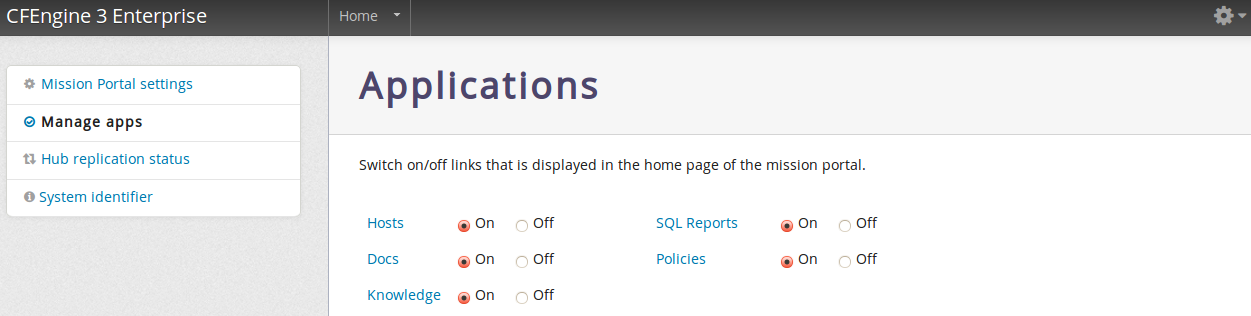 CFEngine 3 Enterprise
Home
Mission Portal settings
Manage apps
Hub replication status
System identifier
Applications
Switch on/off links that is displayed in the home page of the mission portal.
Hosts On Off SQL Reports On Off
Docs On Off Policies On Off
Knowledge On Off